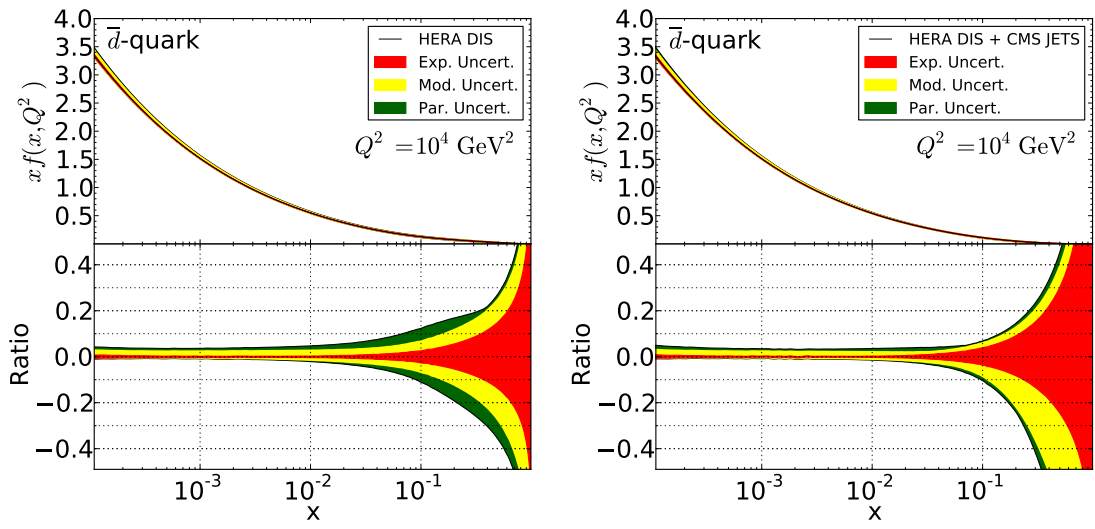 d̅-quark
HERA DIS
Exp. Uncert.
Mod. Uncert.
Par. Uncert.
Q² =10⁴ GeV²
xf(x,Q²)
4.0
3.5
3.0
2.5
2.0
1.5
1.0
0.5
Ratio
0.4
0.2
0.0
−0.2
−0.4
10⁻³ 10⁻² 10⁻¹
x
d̅-quark
HERA DIS + CMS JETS
Exp. Uncert.
Mod. Uncert.
Par. Uncert.
Q² =10⁴ GeV²
xf(x,Q²)
4.0
3.5
3.0
2.5
2.0
1.5
1.0
0.5
Ratio
0.4
0.2
0.0
−0.2
−0.4
10⁻³ 10⁻² 10⁻¹
x